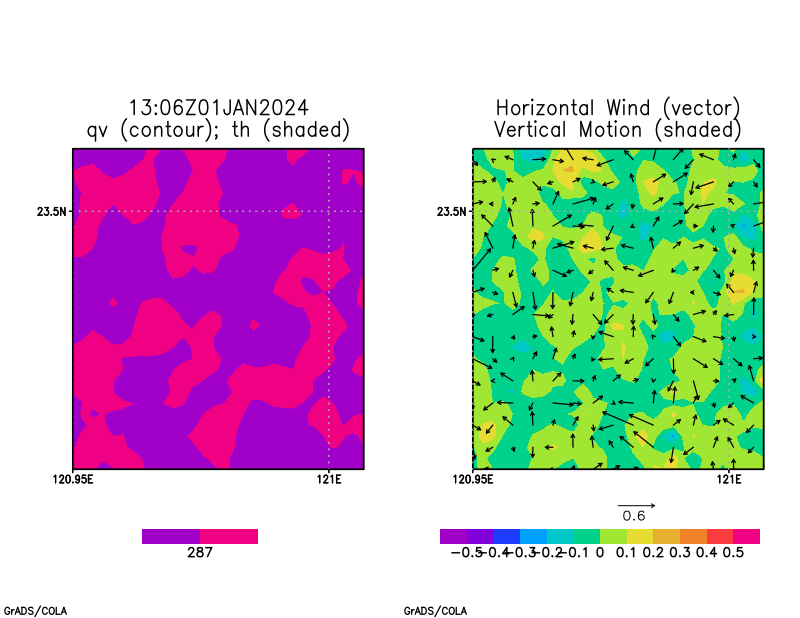 13:06Z01JAN2024
qv (contour); th (shaded)
23.5N
120.95E 121E
287
Horizontal Wind (vector)
Vertical Motion (shaded)
23.5N
120.95E 121E
0.6
-0.5 -0.4 -0.3 -0.2 -0.1 0 0.1 0.2 0.3 0.4 0.5
GrADS/COLA GrADS/COLA